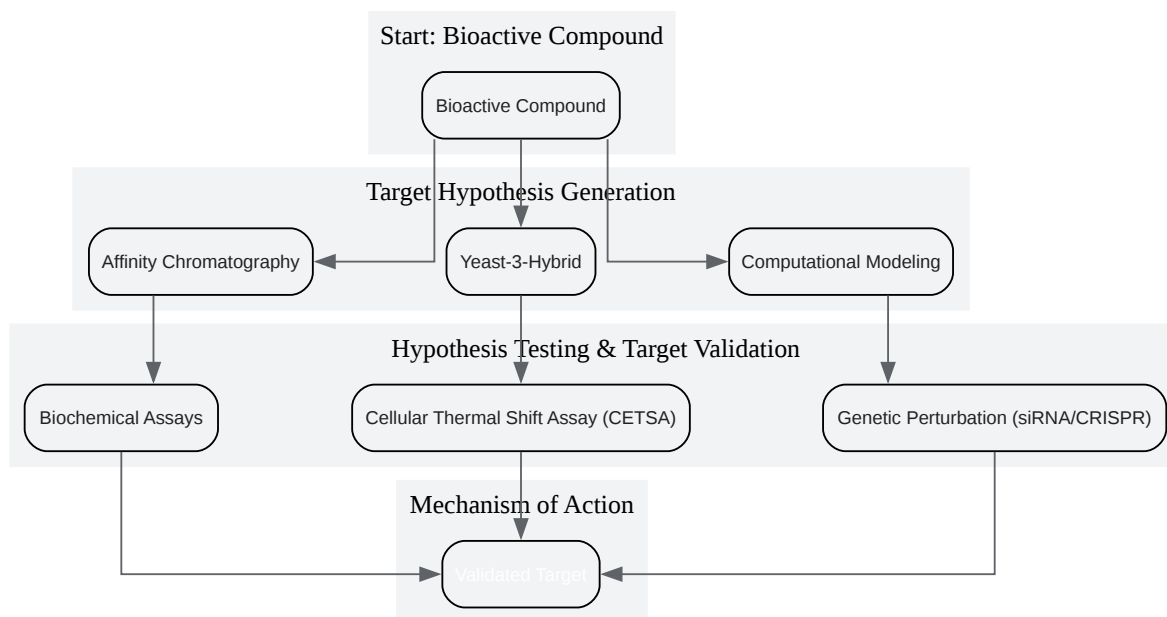 Start: Bioactive Compound
Bioactive Compound
Target Hypothesis Generation
Affinity Chromatography
Yeast-3-Hybrid
Computational Modeling
Hypothesis Testing & Target Validation
Biochemical Assays
Cellular Thermal Shift Assay (CETSA)
Genetic Perturbation (siRNA/CRISPR)
Mechanism of Action
Validated Target